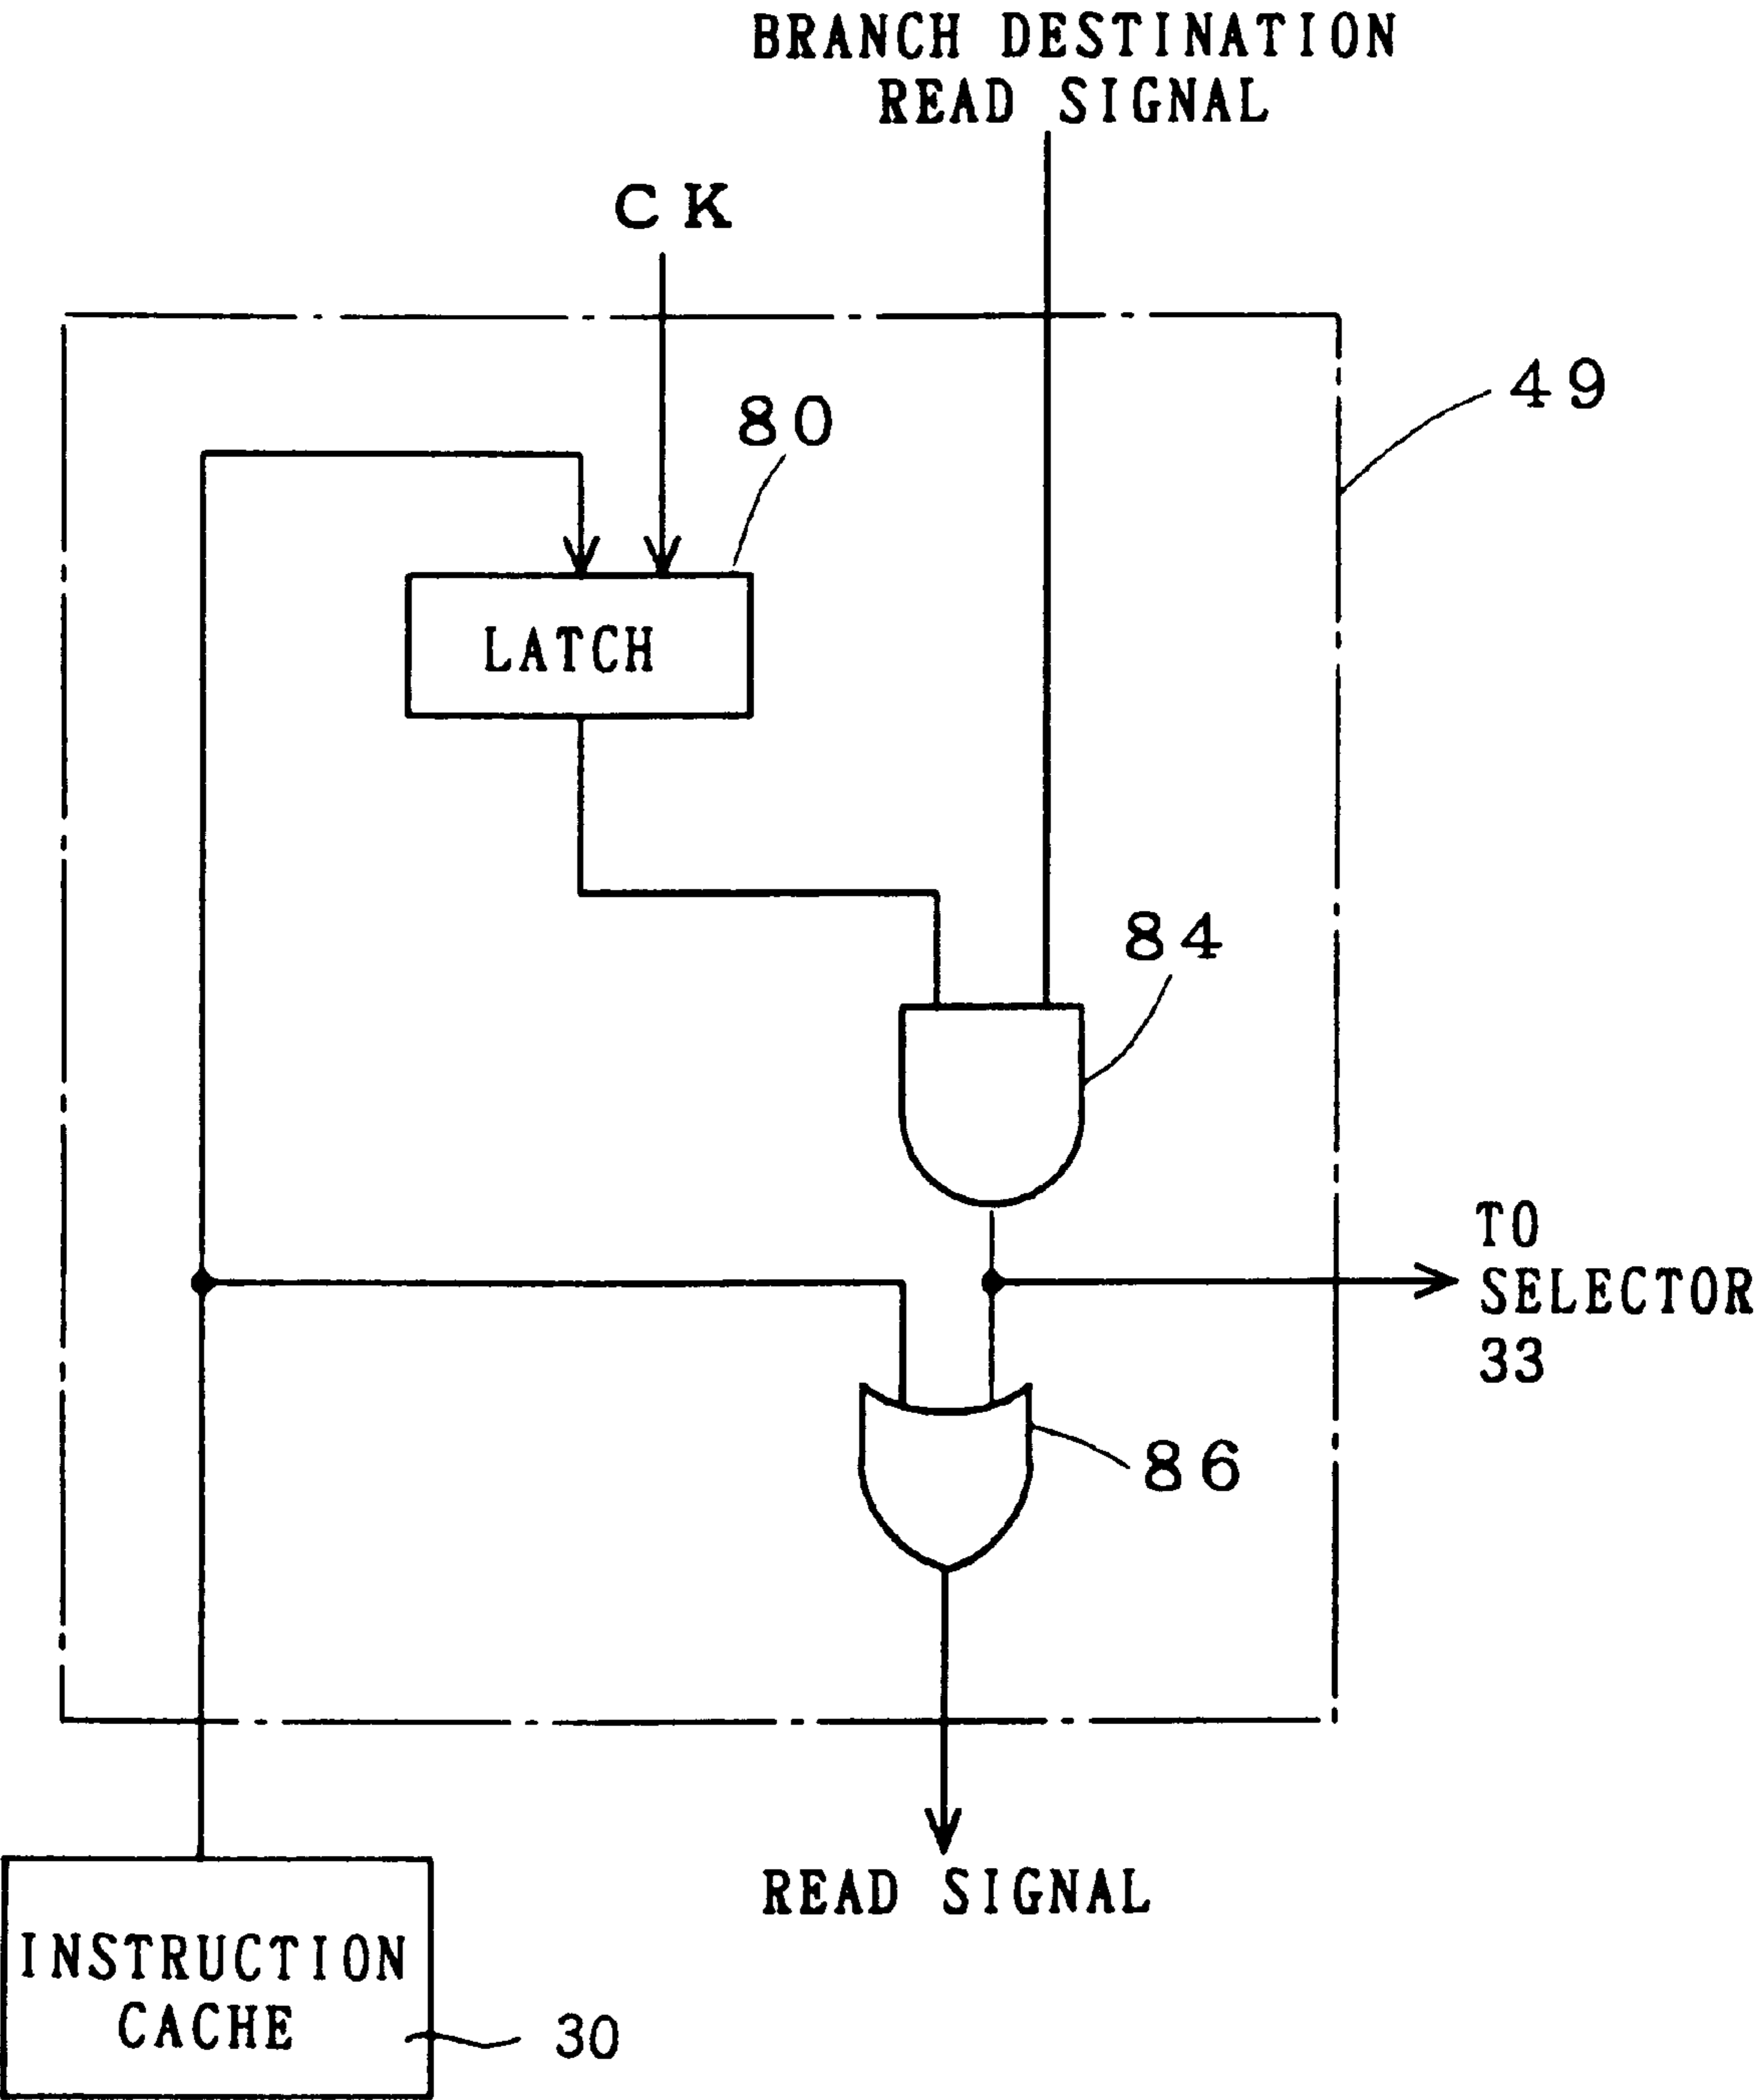 BRANCH DESTINATION
READ SIGNAL
CK
49
80
LATCH
84
TO
SELECTOR
33
86
READ SIGNAL
INSTRUCTION
CACHE
30